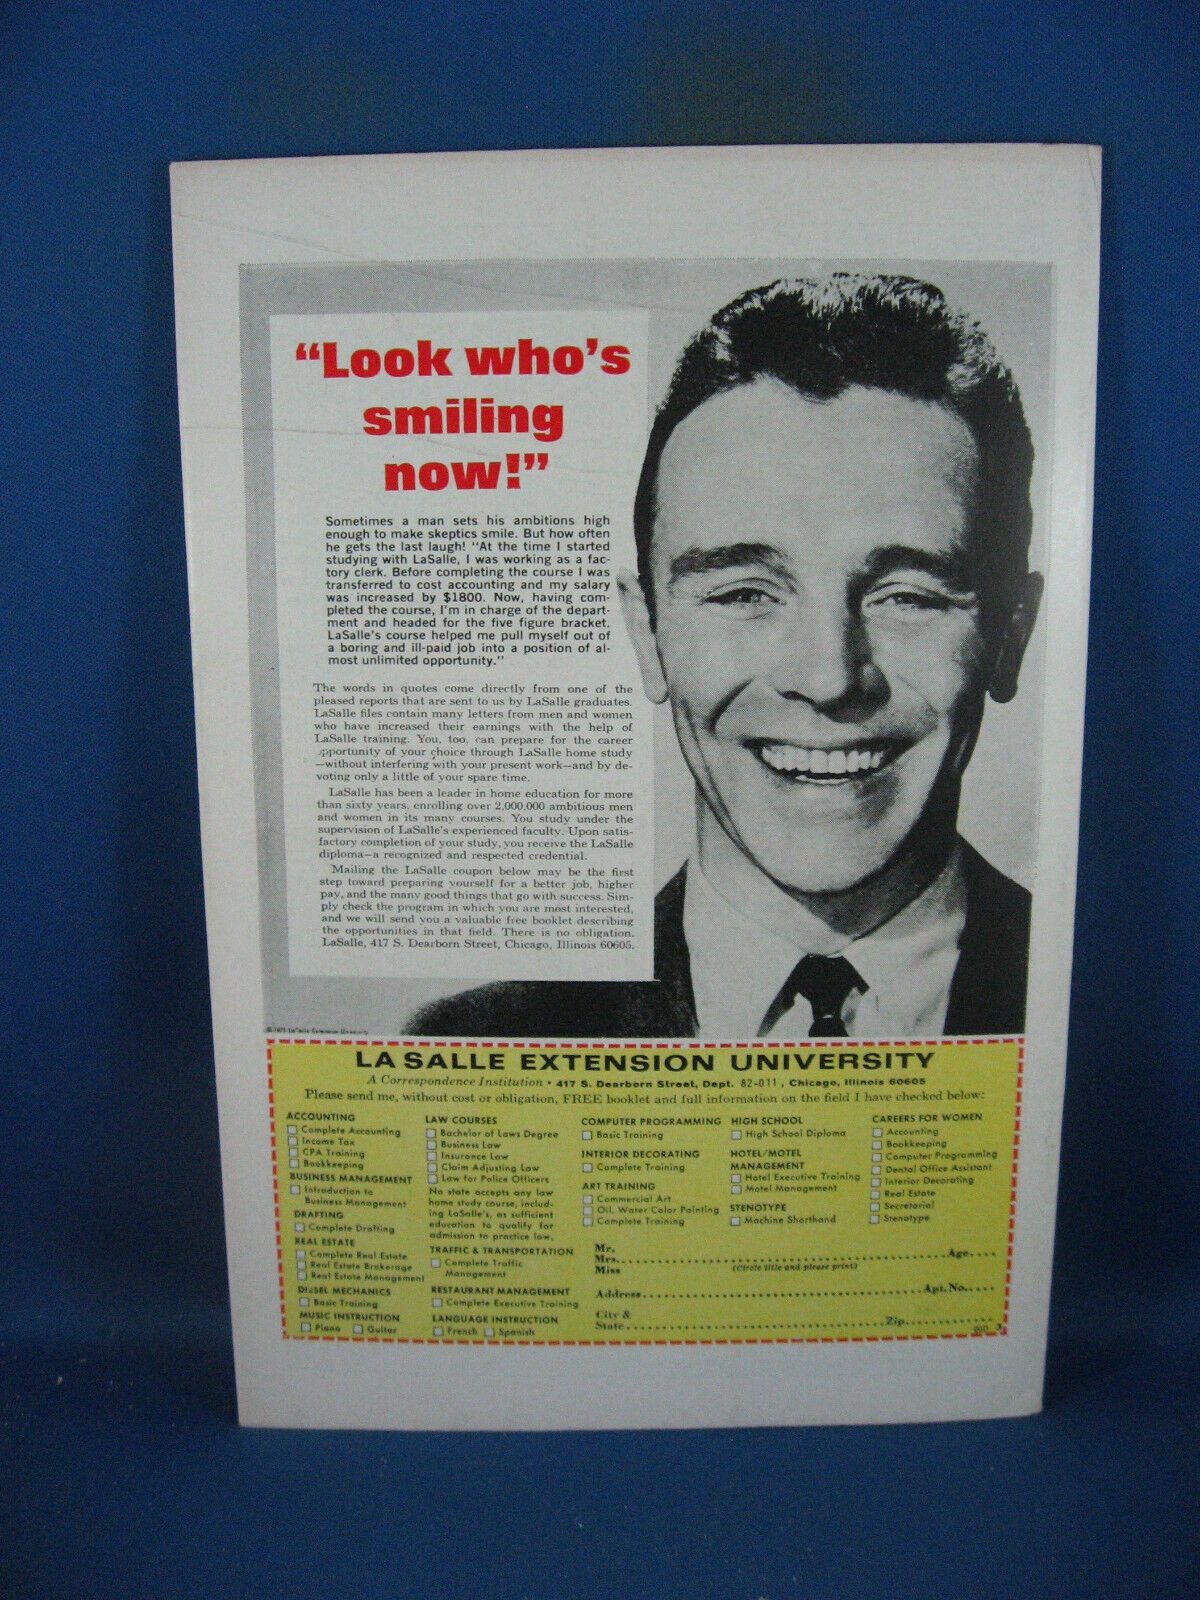 “Look who’s
smiling
now!”
Sometimes a man sets his ambitions high
enough to make skeptics smile. But how often
he gets the last laugh! "At the time I started
studying with LaSalle, I was working as a fac-
tory clerk. Before completing the course I was
transferred to cost accounting and my salary
was increased by $1800. Now, having com-
pleted the course, I'm in charge of the depart-
ment and headed for the five figure bracket.
LaSalle's course helped me pull myself out of
a boring and ill-paid job into a position of al-
most unlimited opportunity."
The words in quotes come directly from one of the
pleased reports that are sent to us by LaSalle graduates.
LaSalle files contain many letters from men and women
who have increased their earnings with the help of
LaSalle training. You, too, can prepare for the career
opportunity of your choice through LaSalle home study
—without interfering with your present work—and by de-
voting only a little of your spare time.
LaSalle has been a leader in home education for more
than sixty years, enrolling over 2,000,000 ambitious men
and women in its many courses. You study under the
supervision of LaSalle's experienced faculty. Upon satis-
factory completion of your study, you receive the LaSalle
diploma—a recognized and respected credential.
Mailing the LaSalle coupon below may be the first
step toward preparing yourself for a better job, higher
pay, and the many good things that go with success. Sim-
ply check the program in which you are most interested,
and we will send you a valuable free booklet describing
the opportunities in that field. There is no obligation.
LaSalle, 417 S. Dearborn Street, Chicago, Illinois 60605.
LaSalle Extension University
LA SALLE EXTENSION UNIVERSITY
A Correspondence Institution • 417 S. Dearborn Street, Dept. 82-011, Chicago, Illinois 60605
Please send me, without cost or obligation, FREE booklet and full information on the field I have checked below:
ACCOUNTING
Complete Accounting
Income Tax
CPA Training
Bookkeeping
BUSINESS MANAGEMENT
Introduction to
Business Management
DRAFTING
Complete Drafting
REAL ESTATE
Complete Real Estate
Real Estate Brokerage
Real Estate Management
DIESEL MECHANICS
Basic Training
MUSIC INSTRUCTION
Piano Guitar
LAW COURSES
Bachelor of Laws Degree
Business Law
Insurance Law
Claim Adjusting Law
Law for Police Officers
No state accepts any law
home study course, includ-
ing LaSalle's, as sufficient
education to qualify for
admission to practice law.
TRAFFIC & TRANSPORTATION
Complete Traffic
Management
RESTAURANT MANAGEMENT
Complete Executive Training
LANGUAGE INSTRUCTION
French Spanish
COMPUTER PROGRAMMING
Basic Training
INTERIOR DECORATING
Complete Training
ART TRAINING
Commercial Art
Oil, Water Color Painting
Complete Training
HIGH SCHOOL
High School Diploma
HOTEL/MOTEL
MANAGEMENT
Hotel Executive Training
Motel Management
STENOTYPE
Machine Shorthand
CAREERS FOR WOMEN
Accounting
Bookkeeping
Computer Programming
Dental Office Assistant
Interior Decorating
Real Estate
Secretarial
Stenotype
Mr.
Mrs. Age
Miss (Circle title and please print)
Address Apt. No.
City &
State Zip
3